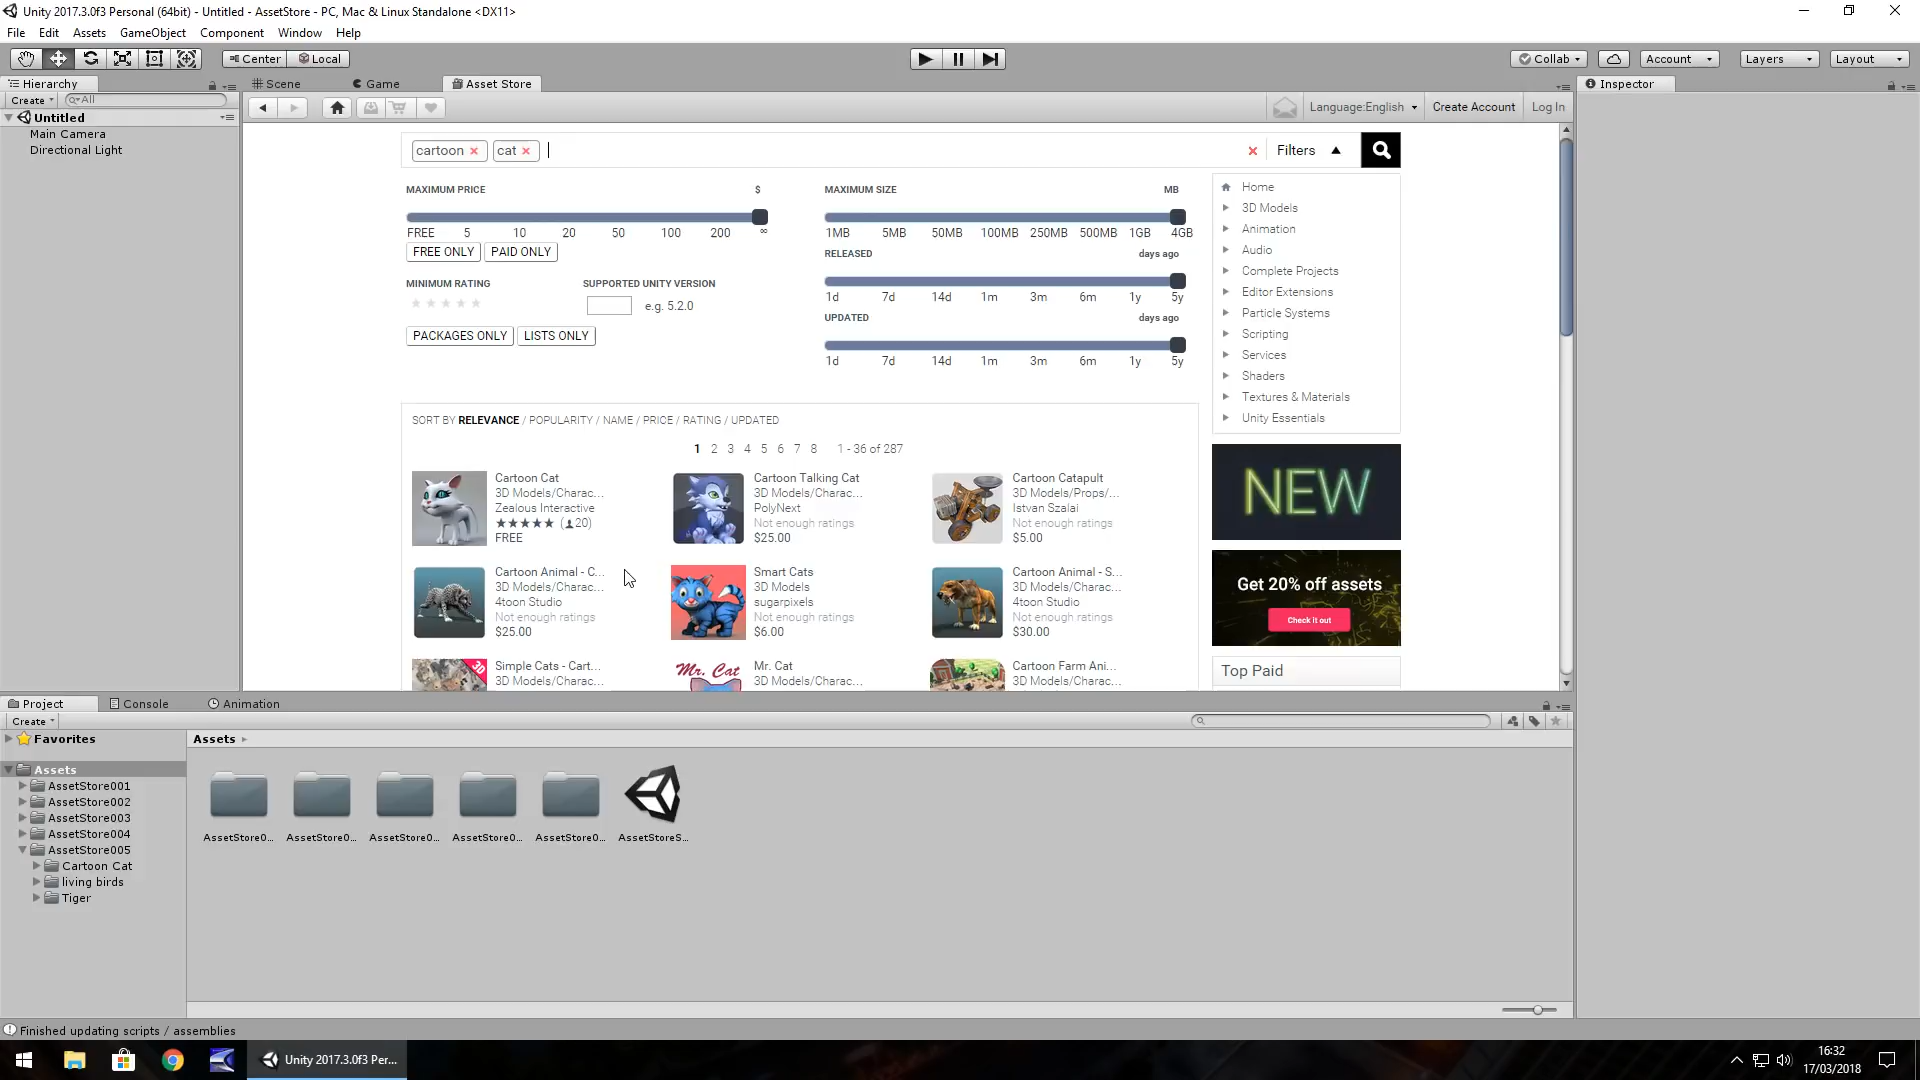 Unity 2017.3.0f3 Personal (64bit) - Untitled - AssetStore - PC, Mac & Linux Standalone <DX11>
File Edit Assets GameObject Component Window Help
Center Local Collab Account Layers Layout
Hierarchy Scene Game Asset Store Inspector
Create All Language:English Create Account Log In
Untitled
Main Camera
Directional Light
cartoon cat Filters
MAXIMUM PRICE $
FREE 5 10 20 50 100 200 ∞
FREE ONLY PAID ONLY
MINIMUM RATING SUPPORTED UNITY VERSION
e.g. 5.2.0
PACKAGES ONLY LISTS ONLY
MAXIMUM SIZE MB
1MB 5MB 50MB 100MB 250MB 500MB 1GB 4GB
RELEASED days ago
1d 7d 14d 1m 3m 6m 1y 5y
UPDATED days ago
1d 7d 14d 1m 3m 6m 1y 5y
Home
3D Models
Animation
Audio
Complete Projects
Editor Extensions
Particle Systems
Scripting
Services
Shaders
Textures & Materials
Unity Essentials
SORT BY RELEVANCE / POPULARITY / NAME / PRICE / RATING / UPDATED
1 2 3 4 5 6 7 8 1 - 36 of 287
Cartoon Cat
3D Models/Charac...
Zealous Interactive
(20)
FREE
Cartoon Talking Cat
3D Models/Charac...
PolyNext
Not enough ratings
$25.00
Cartoon Catapult
3D Models/Props/...
Istvan Szalai
Not enough ratings
$5.00
Cartoon Animal - C...
3D Models/Charac...
4toon Studio
Not enough ratings
$25.00
Smart Cats
3D Models
sugarpixels
Not enough ratings
$6.00
Cartoon Animal - S...
3D Models/Charac...
4toon Studio
Not enough ratings
$30.00
3D
Simple Cats - Cart...
3D Models/Charac...
Mr. Cat
Mr. Cat
3D Models/Charac...
Cartoon Farm Ani...
3D Models/Charac...
NEW
Get 20% off assets
Check it out
Top Paid
Project Console Animation
Create
Favorites
Assets
AssetStore001
AssetStore002
AssetStore003
AssetStore004
AssetStore005
Cartoon Cat
living birds
Tiger
Assets
AssetStore0... AssetStore0... AssetStore0... AssetStore0... AssetStore0... AssetStoreS...
Finished updating scripts / assemblies
Unity 2017.3.0f3 Per...
16:32
17/03/2018